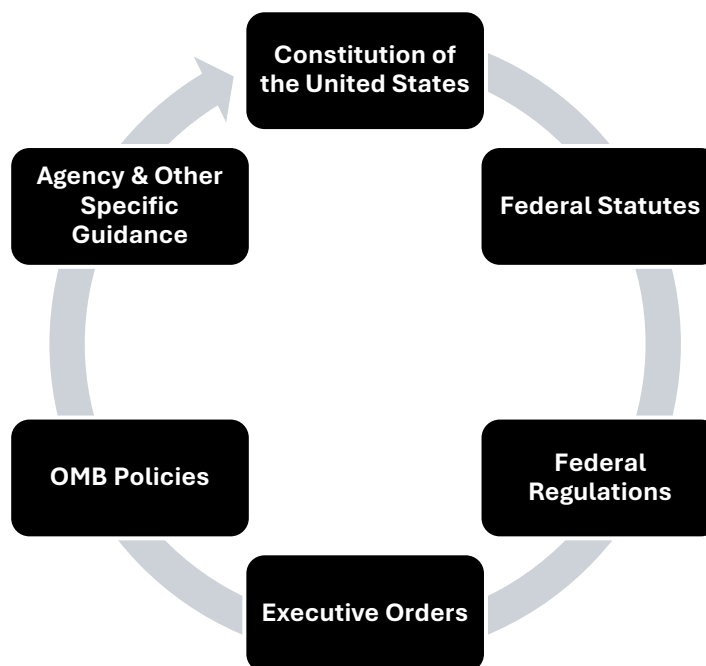 Constitution of
the United States
Federal Statutes
Federal
Regulations
Executive Orders
OMB Policies
Agency & Other
Specific
Guidance